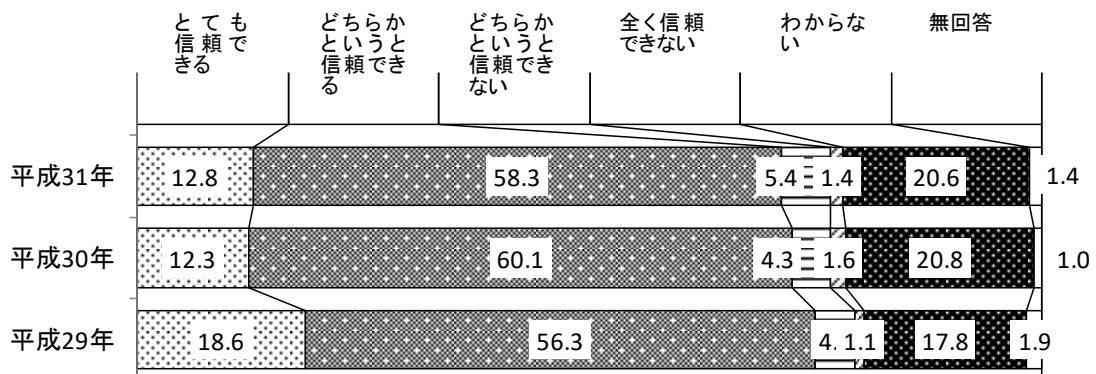 とても
信頼で
きる
どちらか
というと
信頼でき
る
どちらか
というと
信頼でき
ない
全く信頼
できない
わからな
い
無回答
平成31年
12.8
58.3
5.4
1.4
20.6
1.4
平成30年
12.3
60.1
4.3
1.6
20.8
1.0
平成29年
18.6
56.3
4.
1.1
17.8
1.9